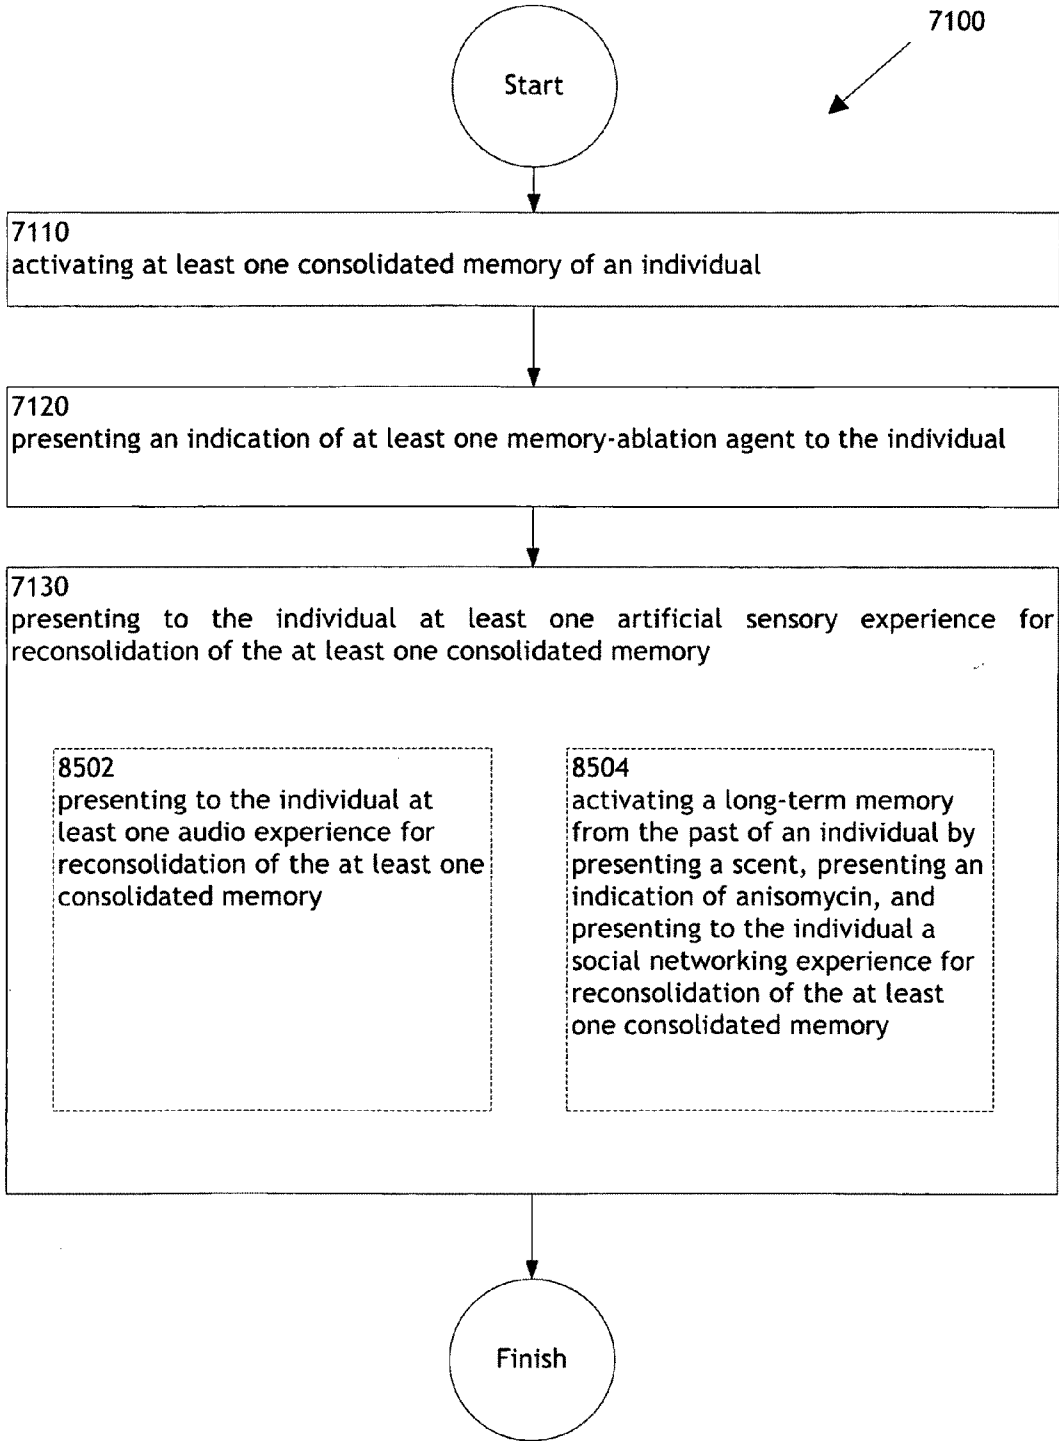 7100
Start
7110
activating at least one consolidated memory of an individual
7120
presenting an indication of at least one memory-ablation agent to the individual
7130
presenting to the individual at least one artificial sensory experience for
reconsolidation of the at least one consolidated memory
8502
presenting to the individual at
least one audio experience for
reconsolidation of the at least one
consolidated memory
8504
activating a long-term memory
from the past of an individual by
presenting a scent, presenting an
indication of anisomycin, and
presenting to the individual a
social networking experience for
reconsolidation of the at least
one consolidated memory
Finish